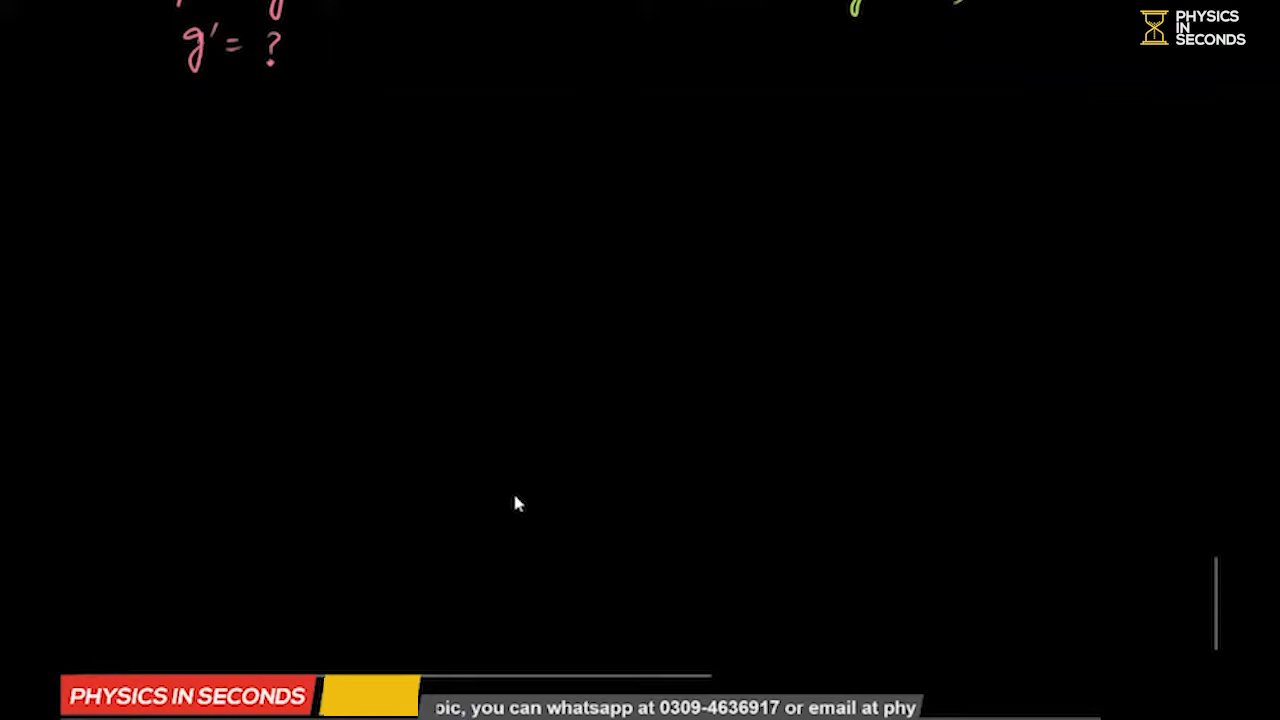 PHYSICS
IN
SECONDS
g' = ?
PHYSICS IN SECONDS
pic, you can whatsapp at 0309-4636917 or email at phy